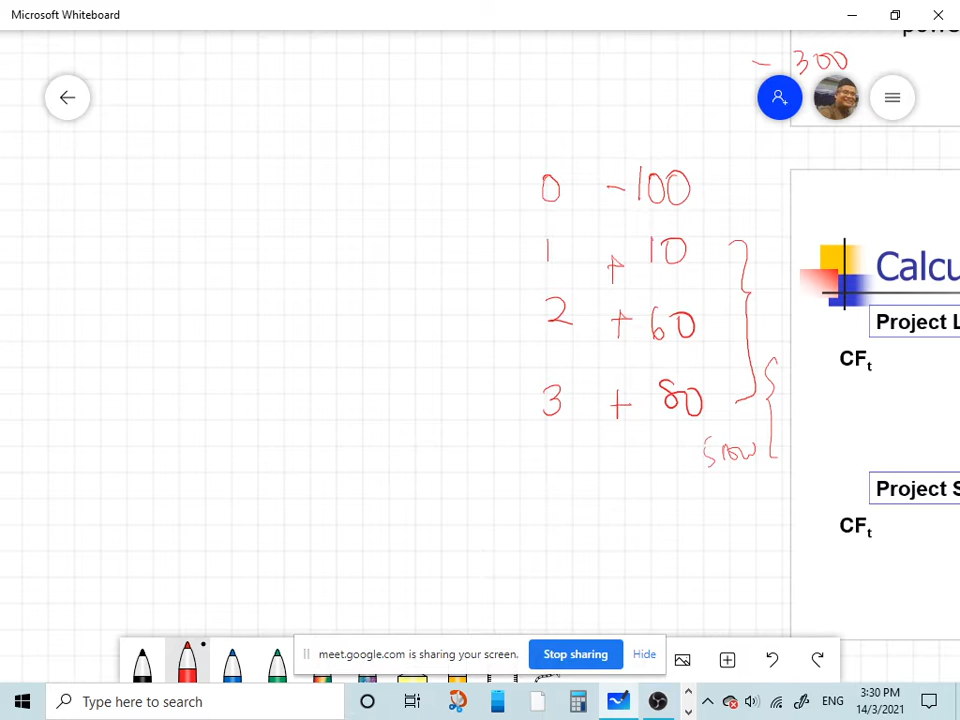 Microsoft Whiteboard
- 300
0 -100
1 + 10
2 + 60
3 + 80
Calcu
Project L
CFt
Project S
CFt
meet.google.com is sharing your screen.
Stop sharing
Hide
Type here to search
ENG
3:30 PM
14/3/2021